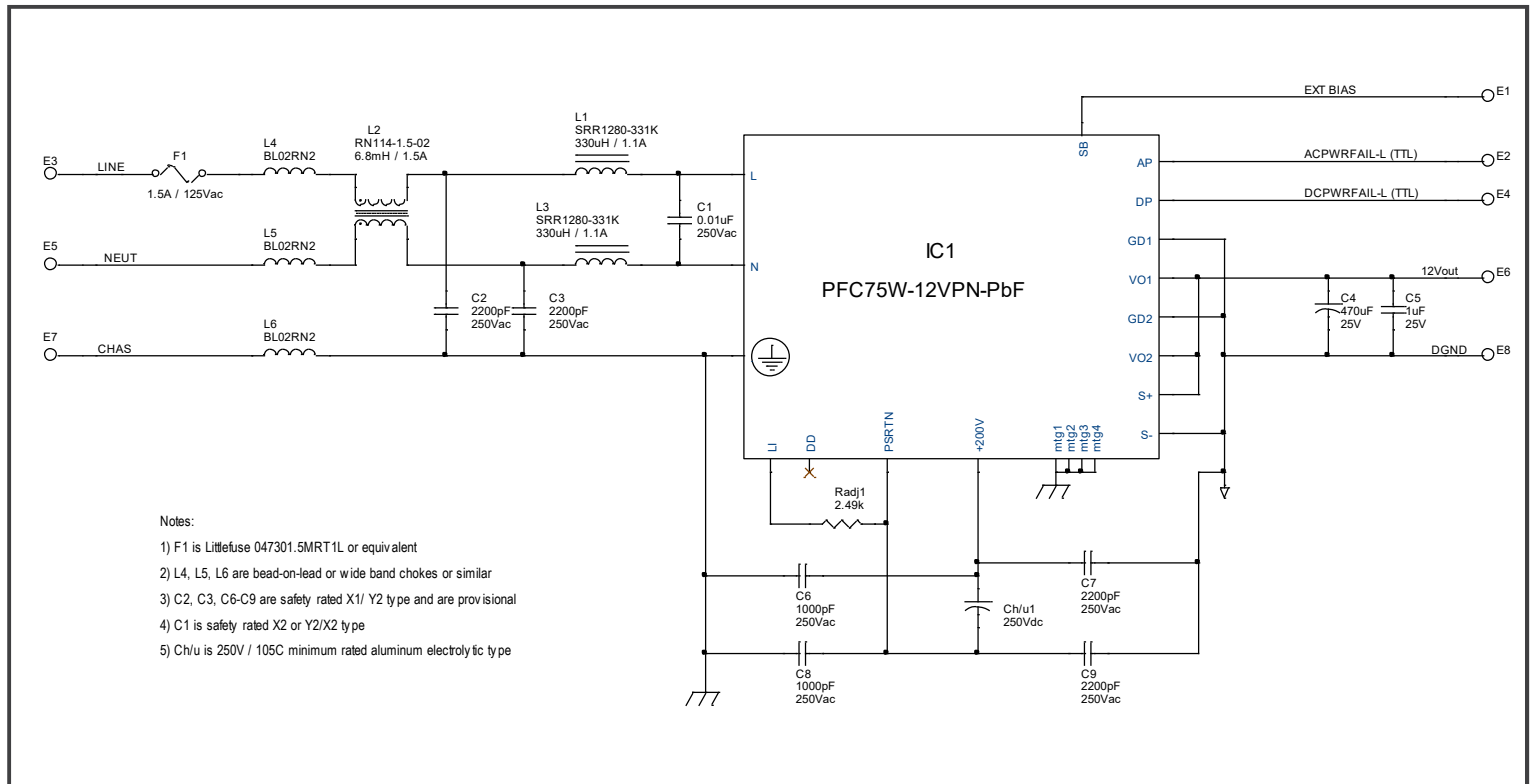 EXT BIAS
E1
L1
SRR1280-331K
330uH / 1.1A
L2
RN114-1.5-02
6.8mH / 1.5A
L4
BL02RN2
E3
LINE
F1
1.5A / 125Vac
L
SB
AP
ACPWRFAIL-L (TTL)
E2
DP
DCPWRFAIL-L (TTL)
E4
L3
SRR1280-331K
330uH / 1.1A
C1
0.01uF
250Vac
L5
BL02RN2
E5
NEUT
N
IC1
PFC75W-12VPN-PbF
GD1
VO1
12Vout
E6
C2
2200pF
250Vac
C3
2200pF
250Vac
C4
470uF
25V
C5
1uF
25V
GD2
L6
BL02RN2
E7
CHAS
VO2
DGND
E8
S+
S-
LI
DD
PSRTN
+200V
mtg1
mtg2
mtg3
mtg4
Radj1
2.49k
C6
1000pF
250Vac
Ch/u1
250Vdc
C7
2200pF
250Vac
C8
1000pF
250Vac
C9
2200pF
250Vac
Notes:
1) F1 is Littlefuse 047301.5MRT1L or equivalent
2) L4, L5, L6 are bead-on-lead or wide band chokes or similar
3) C2, C3, C6-C9 are safety rated X1/ Y2 type and are provisional
4) C1 is safety rated X2 or Y2/X2 type
5) Ch/u is 250V / 105C minimum rated aluminum electrolytic type